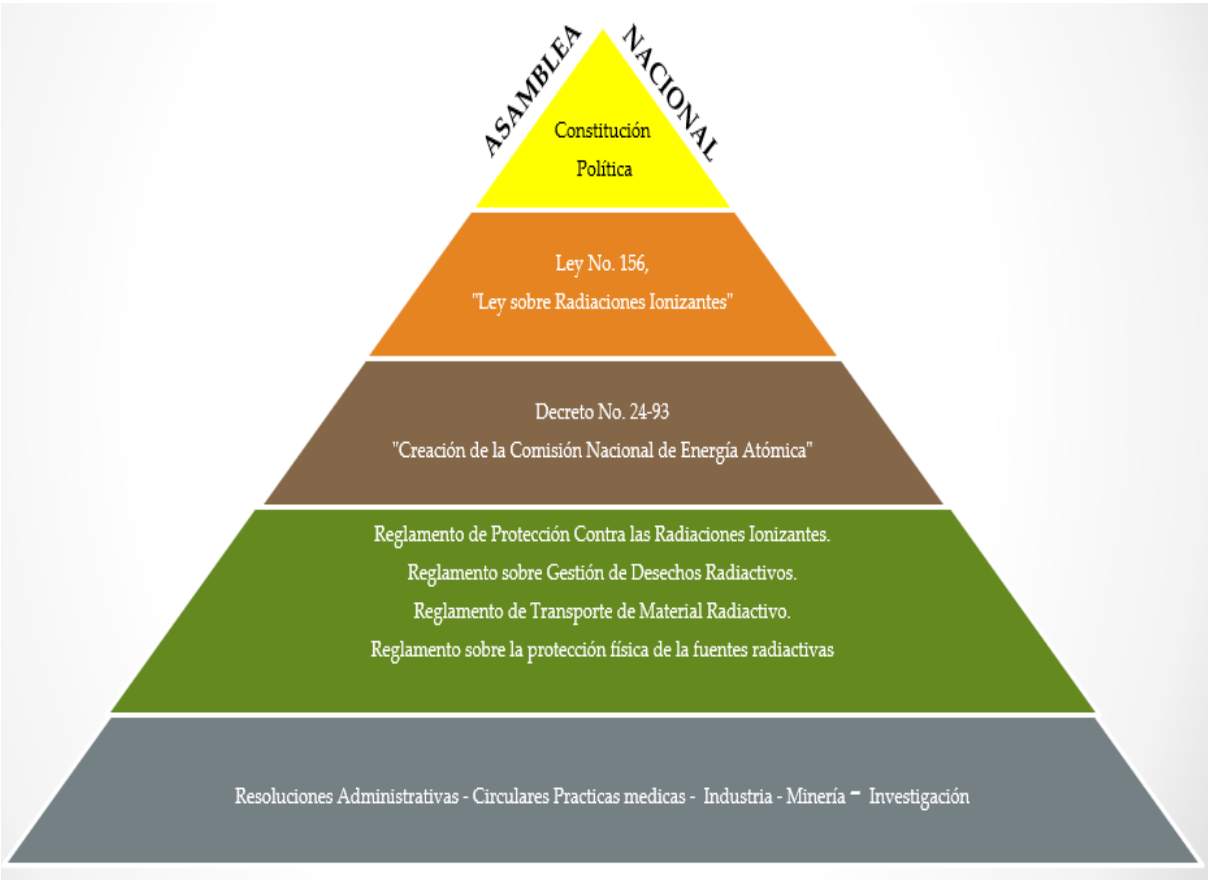 ASAMBLEA
NACIONAL
Constitución
Política
Ley No. 156,
"Ley sobre Radiaciones Ionizantes"
Decreto No. 24-93
"Creación de la Comisión Nacional de Energía Atómica"
Reglamento de Protección Contra las Radiaciones Ionizantes.
Reglamento sobre Gestión de Desechos Radiactivos.
Reglamento de Transporte de Material Radiactivo.
Reglamento sobre la protección física de la fuentes radiactivas
Resoluciones Administrativas - Circulares Practicas medicas - Industria - Minería - Investigación